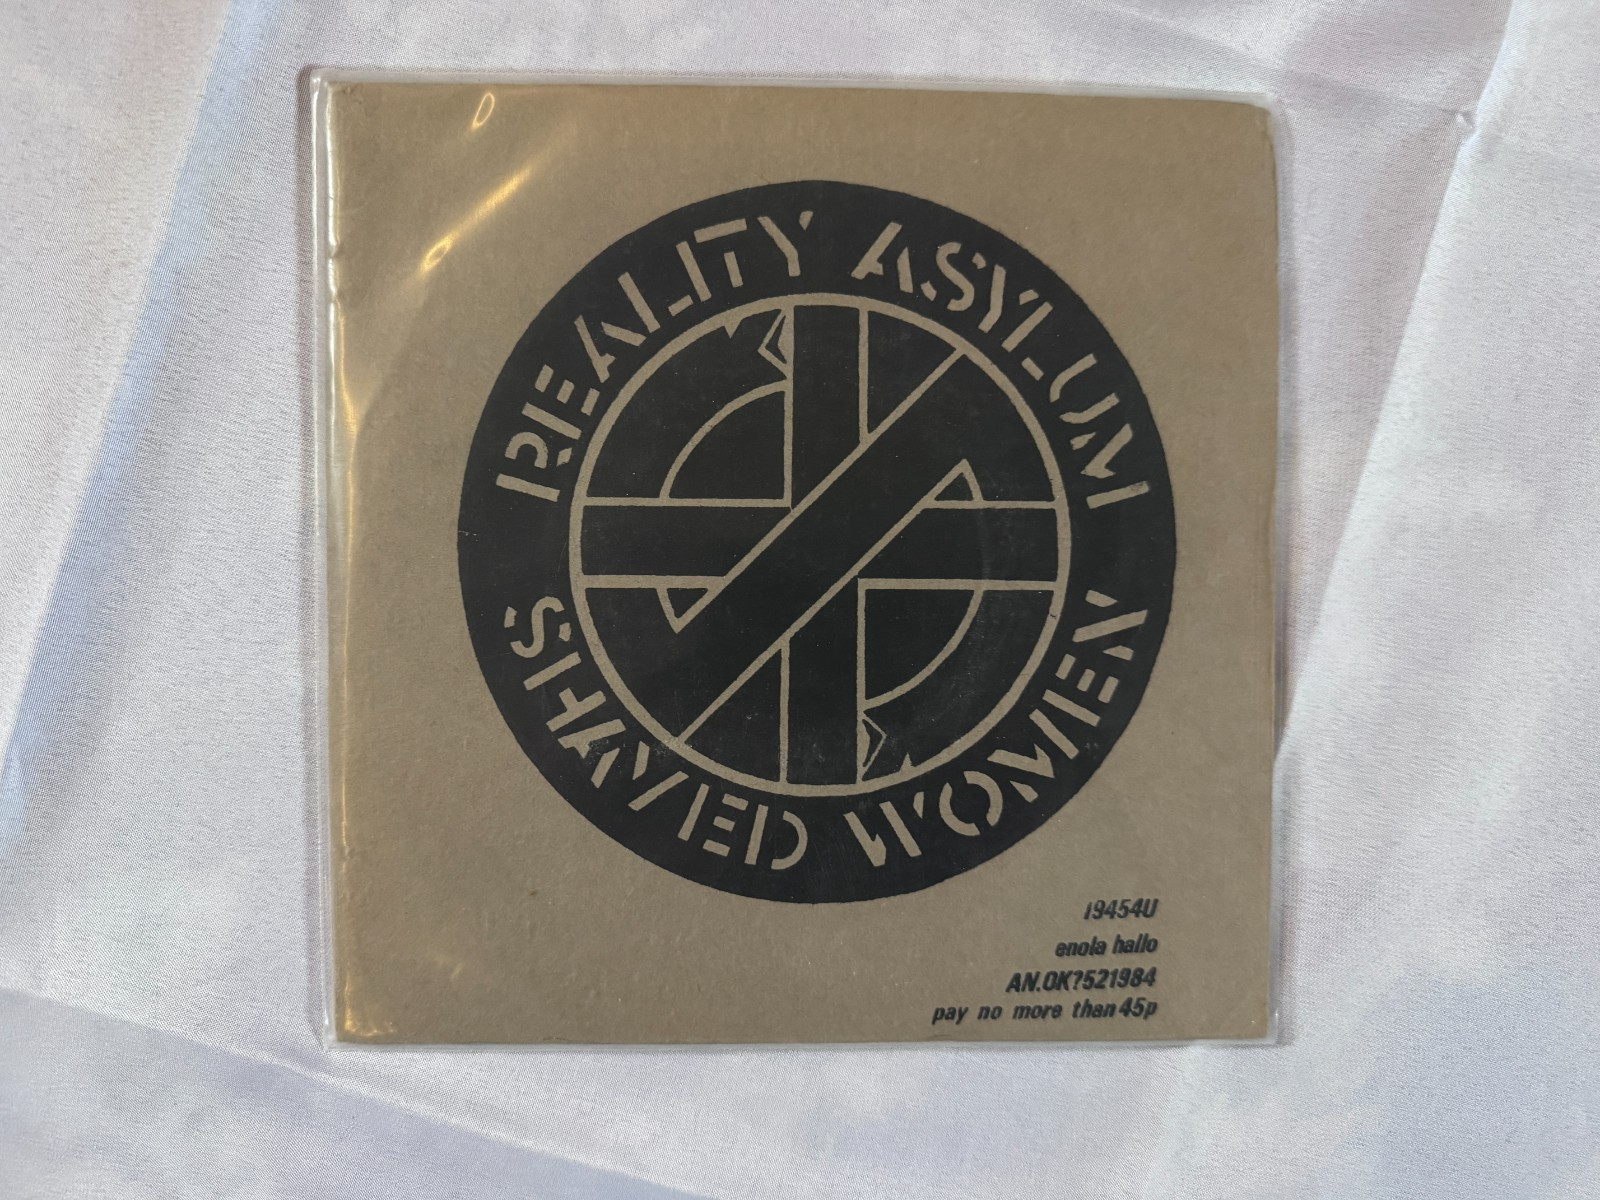 REALITY ASYLUM
SHAVED WOMEN
19454U
enola hallo
AN.OK?521984
pay no more than 45p